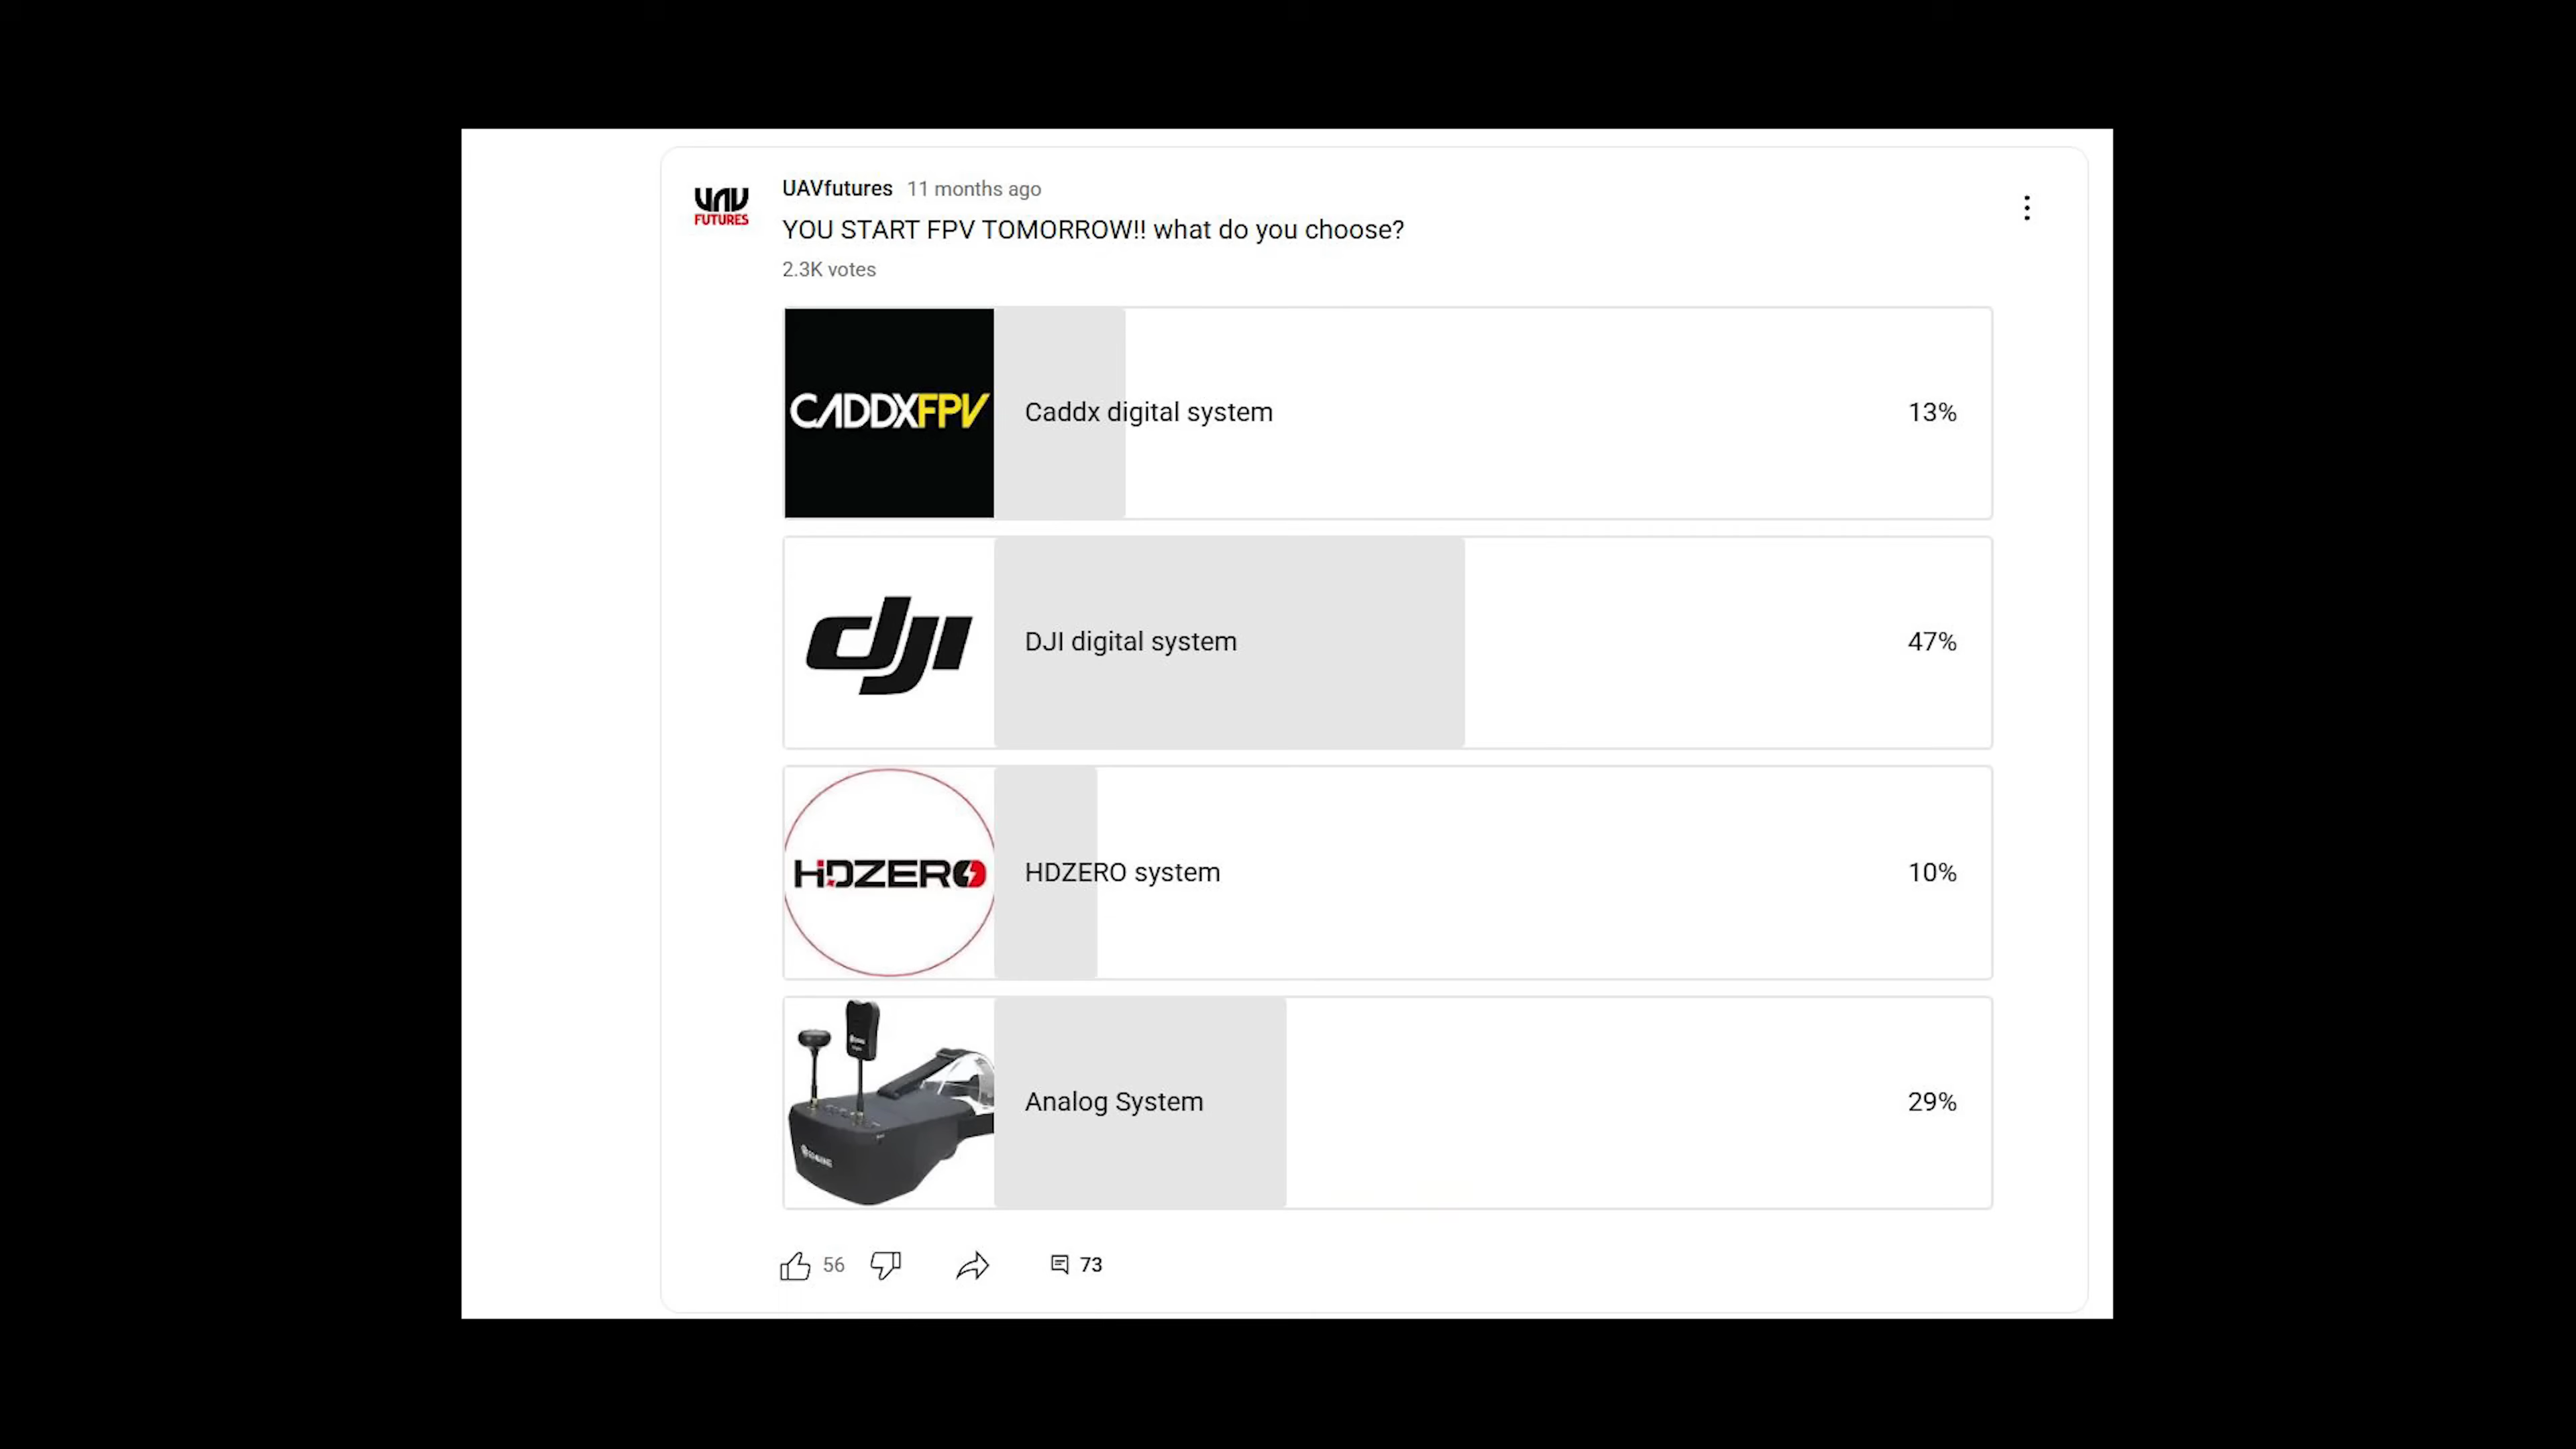 UAV
FUTURES
UAVfutures 11 months ago
YOU START FPV TOMORROW!! what do you choose?
2.3K votes
CADDXFPV
Caddx digital system
13%
dji
DJI digital system
47%
HDZERO
HDZERO system
10%
Analog System
29%
56
73